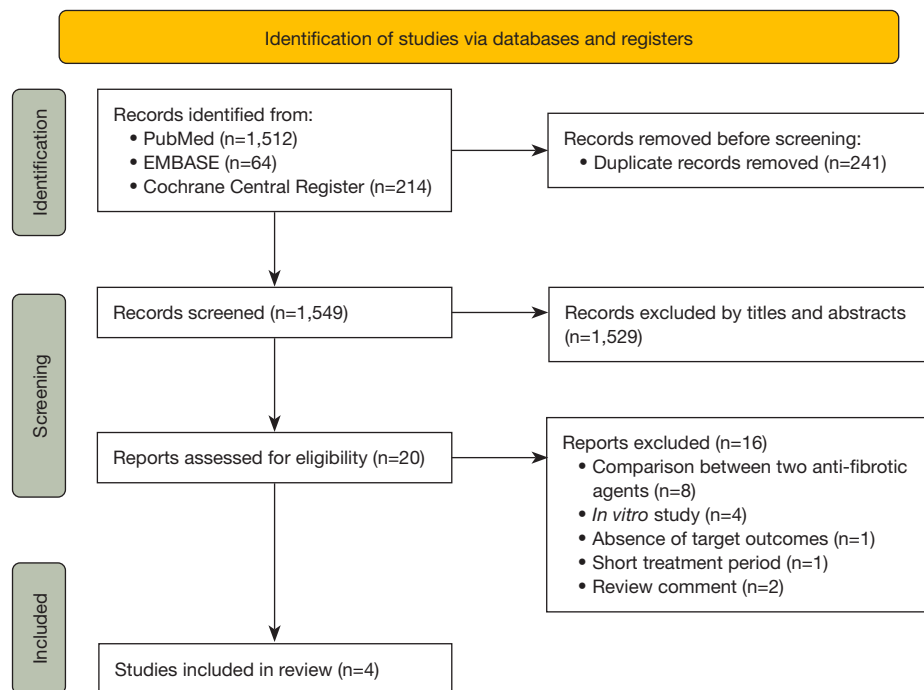 Identification of studies via databases and registers
Identification
Records identified from:
• PubMed (n=1,512)
• EMBASE (n=64)
• Cochrane Central Register (n=214)
Records removed before screening:
• Duplicate records removed (n=241)
Screening
Records screened (n=1,549)
Records excluded by titles and abstracts
(n=1,529)
Reports assessed for eligibility (n=20)
Reports excluded (n=16)
• Comparison between two anti-fibrotic
agents (n=8)
• In vitro study (n=4)
• Absence of target outcomes (n=1)
• Short treatment period (n=1)
• Review comment (n=2)
Included
Studies included in review (n=4)